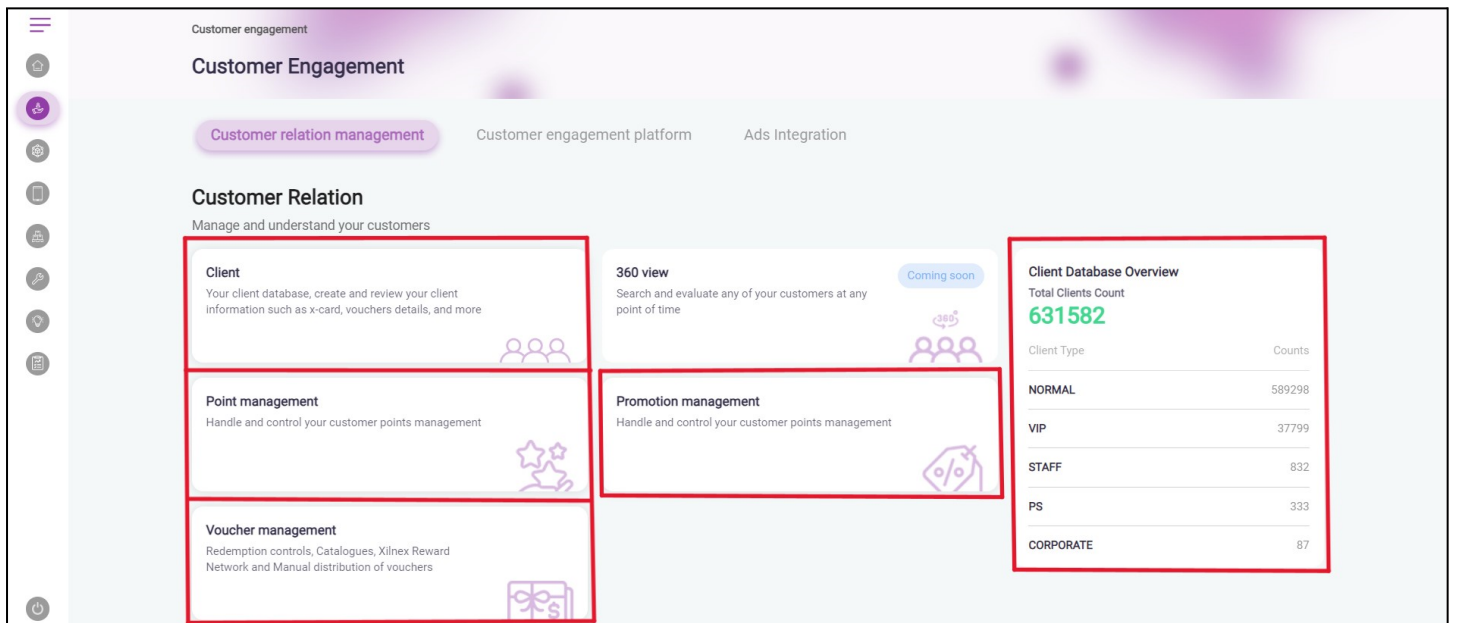 Customer engagement
Customer Engagement
Customer relation management
Customer engagement platform
Ads Integration
Customer Relation
Manage and understand your customers
Client
Your client database, create and review your client
information such as x-card, vouchers details, and more
360 view
Coming soon
Search and evaluate any of your customers at any
point of time
360
Point management
Handle and control your customer points management
Promotion management
Handle and control your customer points management
%
Voucher management
Redemption controls, Catalogues, Xilnex Reward
Network and Manual distribution of vouchers
$
Client Database Overview
Total Clients Count
631582
Client Type Counts
NORMAL 589298
VIP 37799
STAFF 832
PS 333
CORPORATE 87